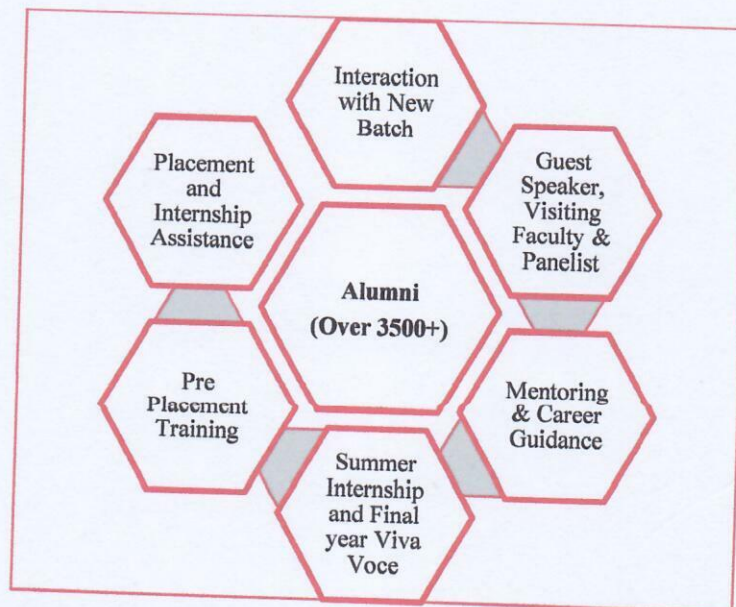 Interaction
with New
Batch
Guest
Speaker,
Visiting
Faculty &
Panelist
Mentoring
& Career
Guidance
Summer
Internship
and Final
year Viva
Voce
Pre
Placement
Training
Placement
and
Internship
Assistance
Alumni
(Over 3500+)